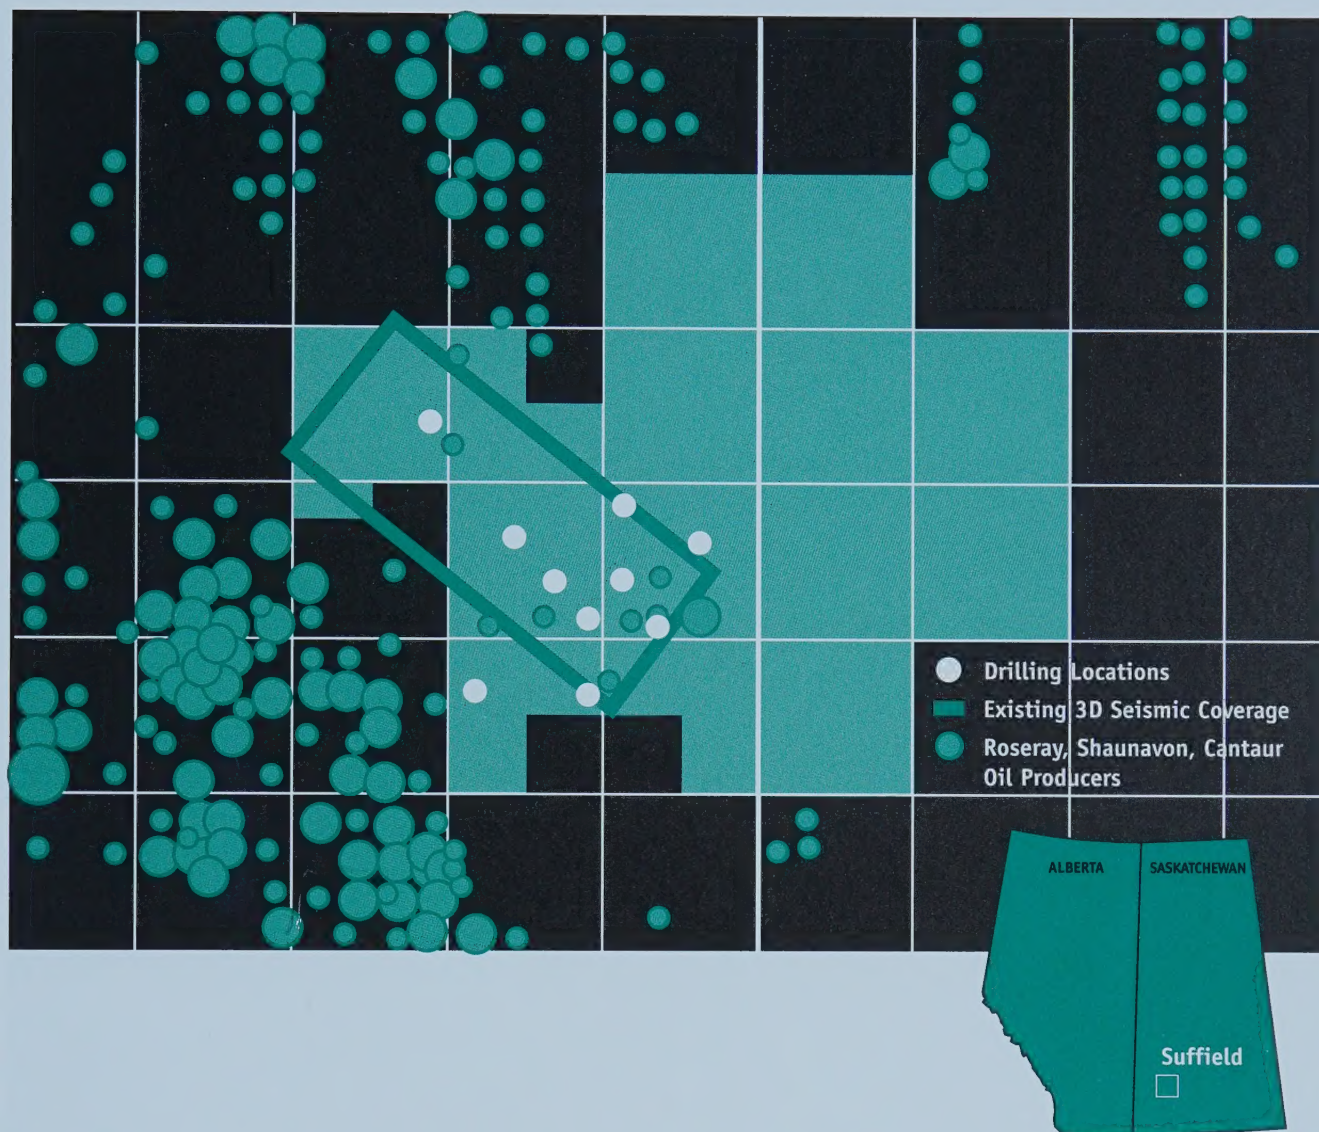 Drilling Locations
Existing 3D Seismic Coverage
Roseray, Shaunavon, Cantaur
Oil Producers
ALBERTA
SASKATCHEWAN
Suffield